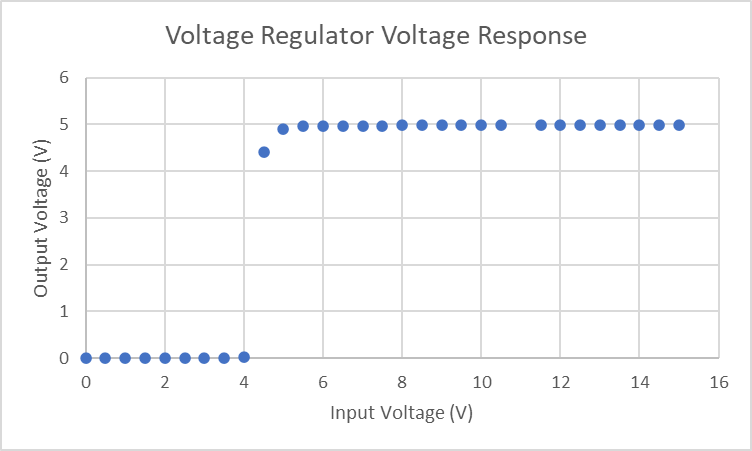 Voltage Regulator Voltage Response
6
5
4
3
2
1
0
0 2 4 6 8 10 12 14 16
Output Voltage (V)
Input Voltage (V)